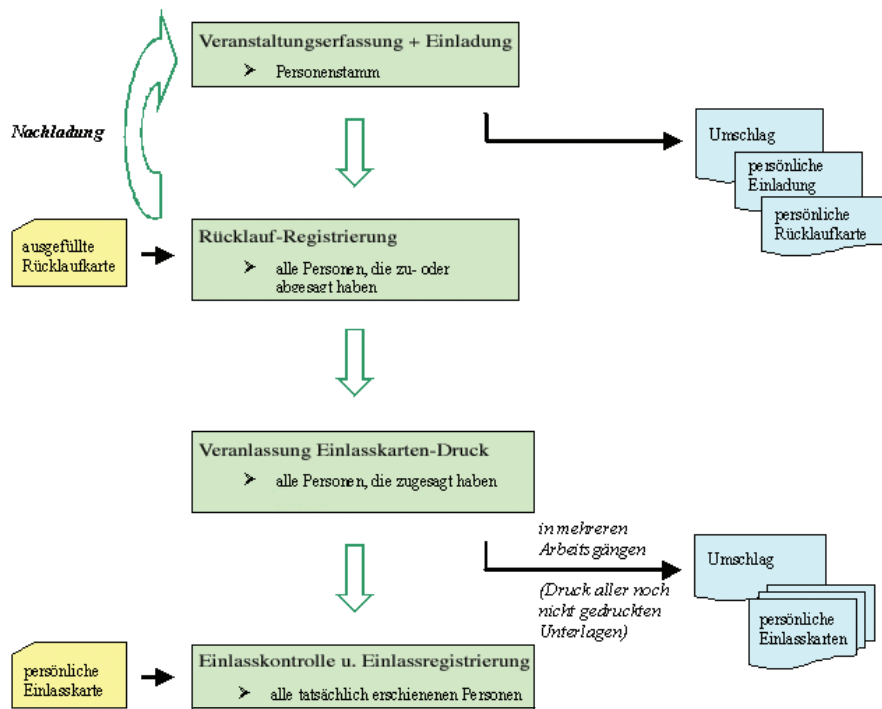 Veranstaltungserfassung + Einladung
Personenstamm
Nachladung
Umschlag
persönliche
Einladung
persönliche
Rücklaufkarte
ausgefüllte
Rücklaufkarte
Rücklauf-Registrierung
alle Personen, die zu- oder
abgesagt haben
Veranlassung Einlasskarten-Druck
alle Personen, die zugesagt haben
in mehreren
Arbeitsgängen
(Druck aller noch
nicht gedruckten
Unterlagen)
Umschlag
persönliche
Einlasskarten
persönliche
Einlasskarte
Einlasskontrolle u. Einlassregistrierung
alle tatsächlich erschienenen Personen